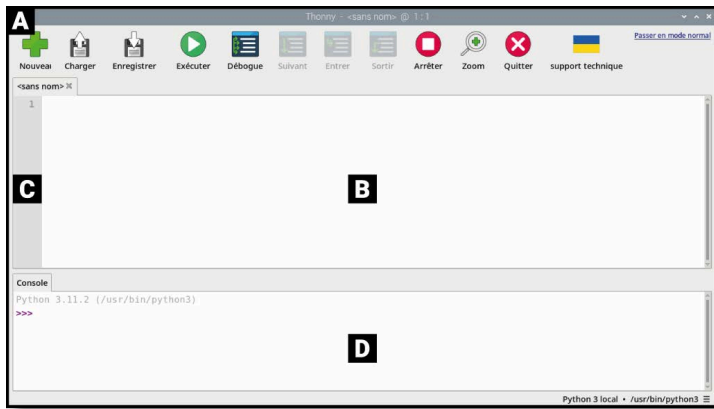 A
Thonny - <sans nom> @ 1 : 1
Nouveau Charger Enregistrer Exécuter Débogue Suivant Entrer Sortir Arrêter Zoom Quitter support technique
Passer en mode normal
<sans nom>
1
C
B
Console
Python 3.11.2 (/usr/bin/python3)
>>>
D
Python 3 local • /usr/bin/python3